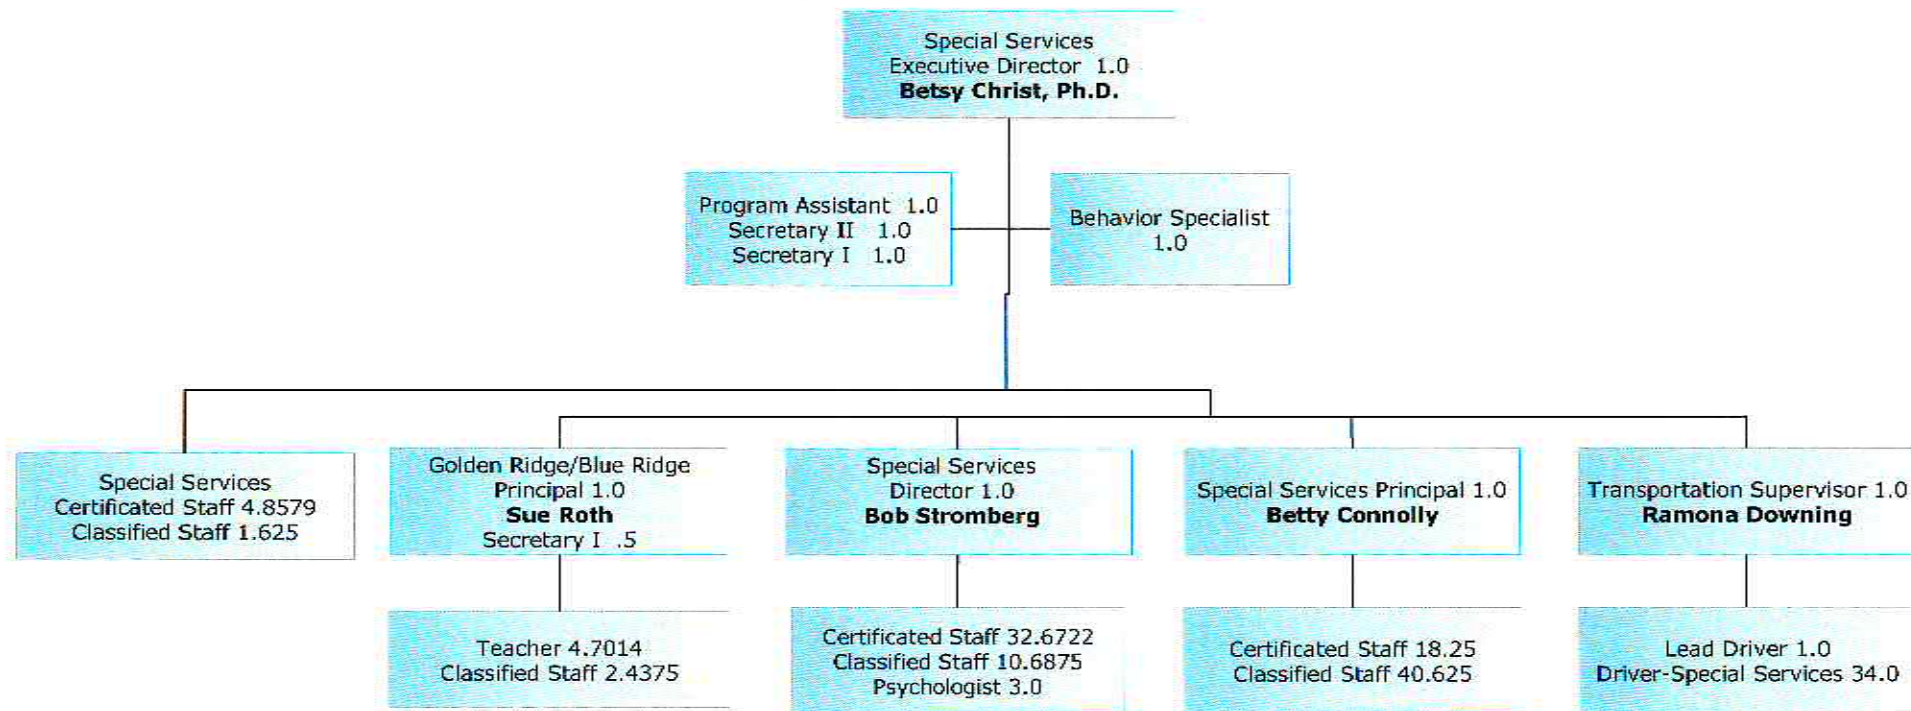 Special Services
Executive Director 1.0
Betsy Christ, Ph.D.
Program Assistant 1.0
Secretary II 1.0
Secretary I 1.0
Behavior Specialist
1.0
Special Services
Certificated Staff 4.8579
Classified Staff 1.625
Golden Ridge/Blue Ridge
Principal 1.0
Sue Roth
Secretary I .5
Special Services
Director 1.0
Bob Stromberg
Special Services Principal 1.0
Betty Connolly
Transportation Supervisor 1.0
Ramona Downing
Teacher 4.7014
Classified Staff 2.4375
Certificated Staff 32.6722
Classified Staff 10.6875
Psychologist 3.0
Certificated Staff 18.25
Classified Staff 40.625
Lead Driver 1.0
Driver-Special Services 34.0